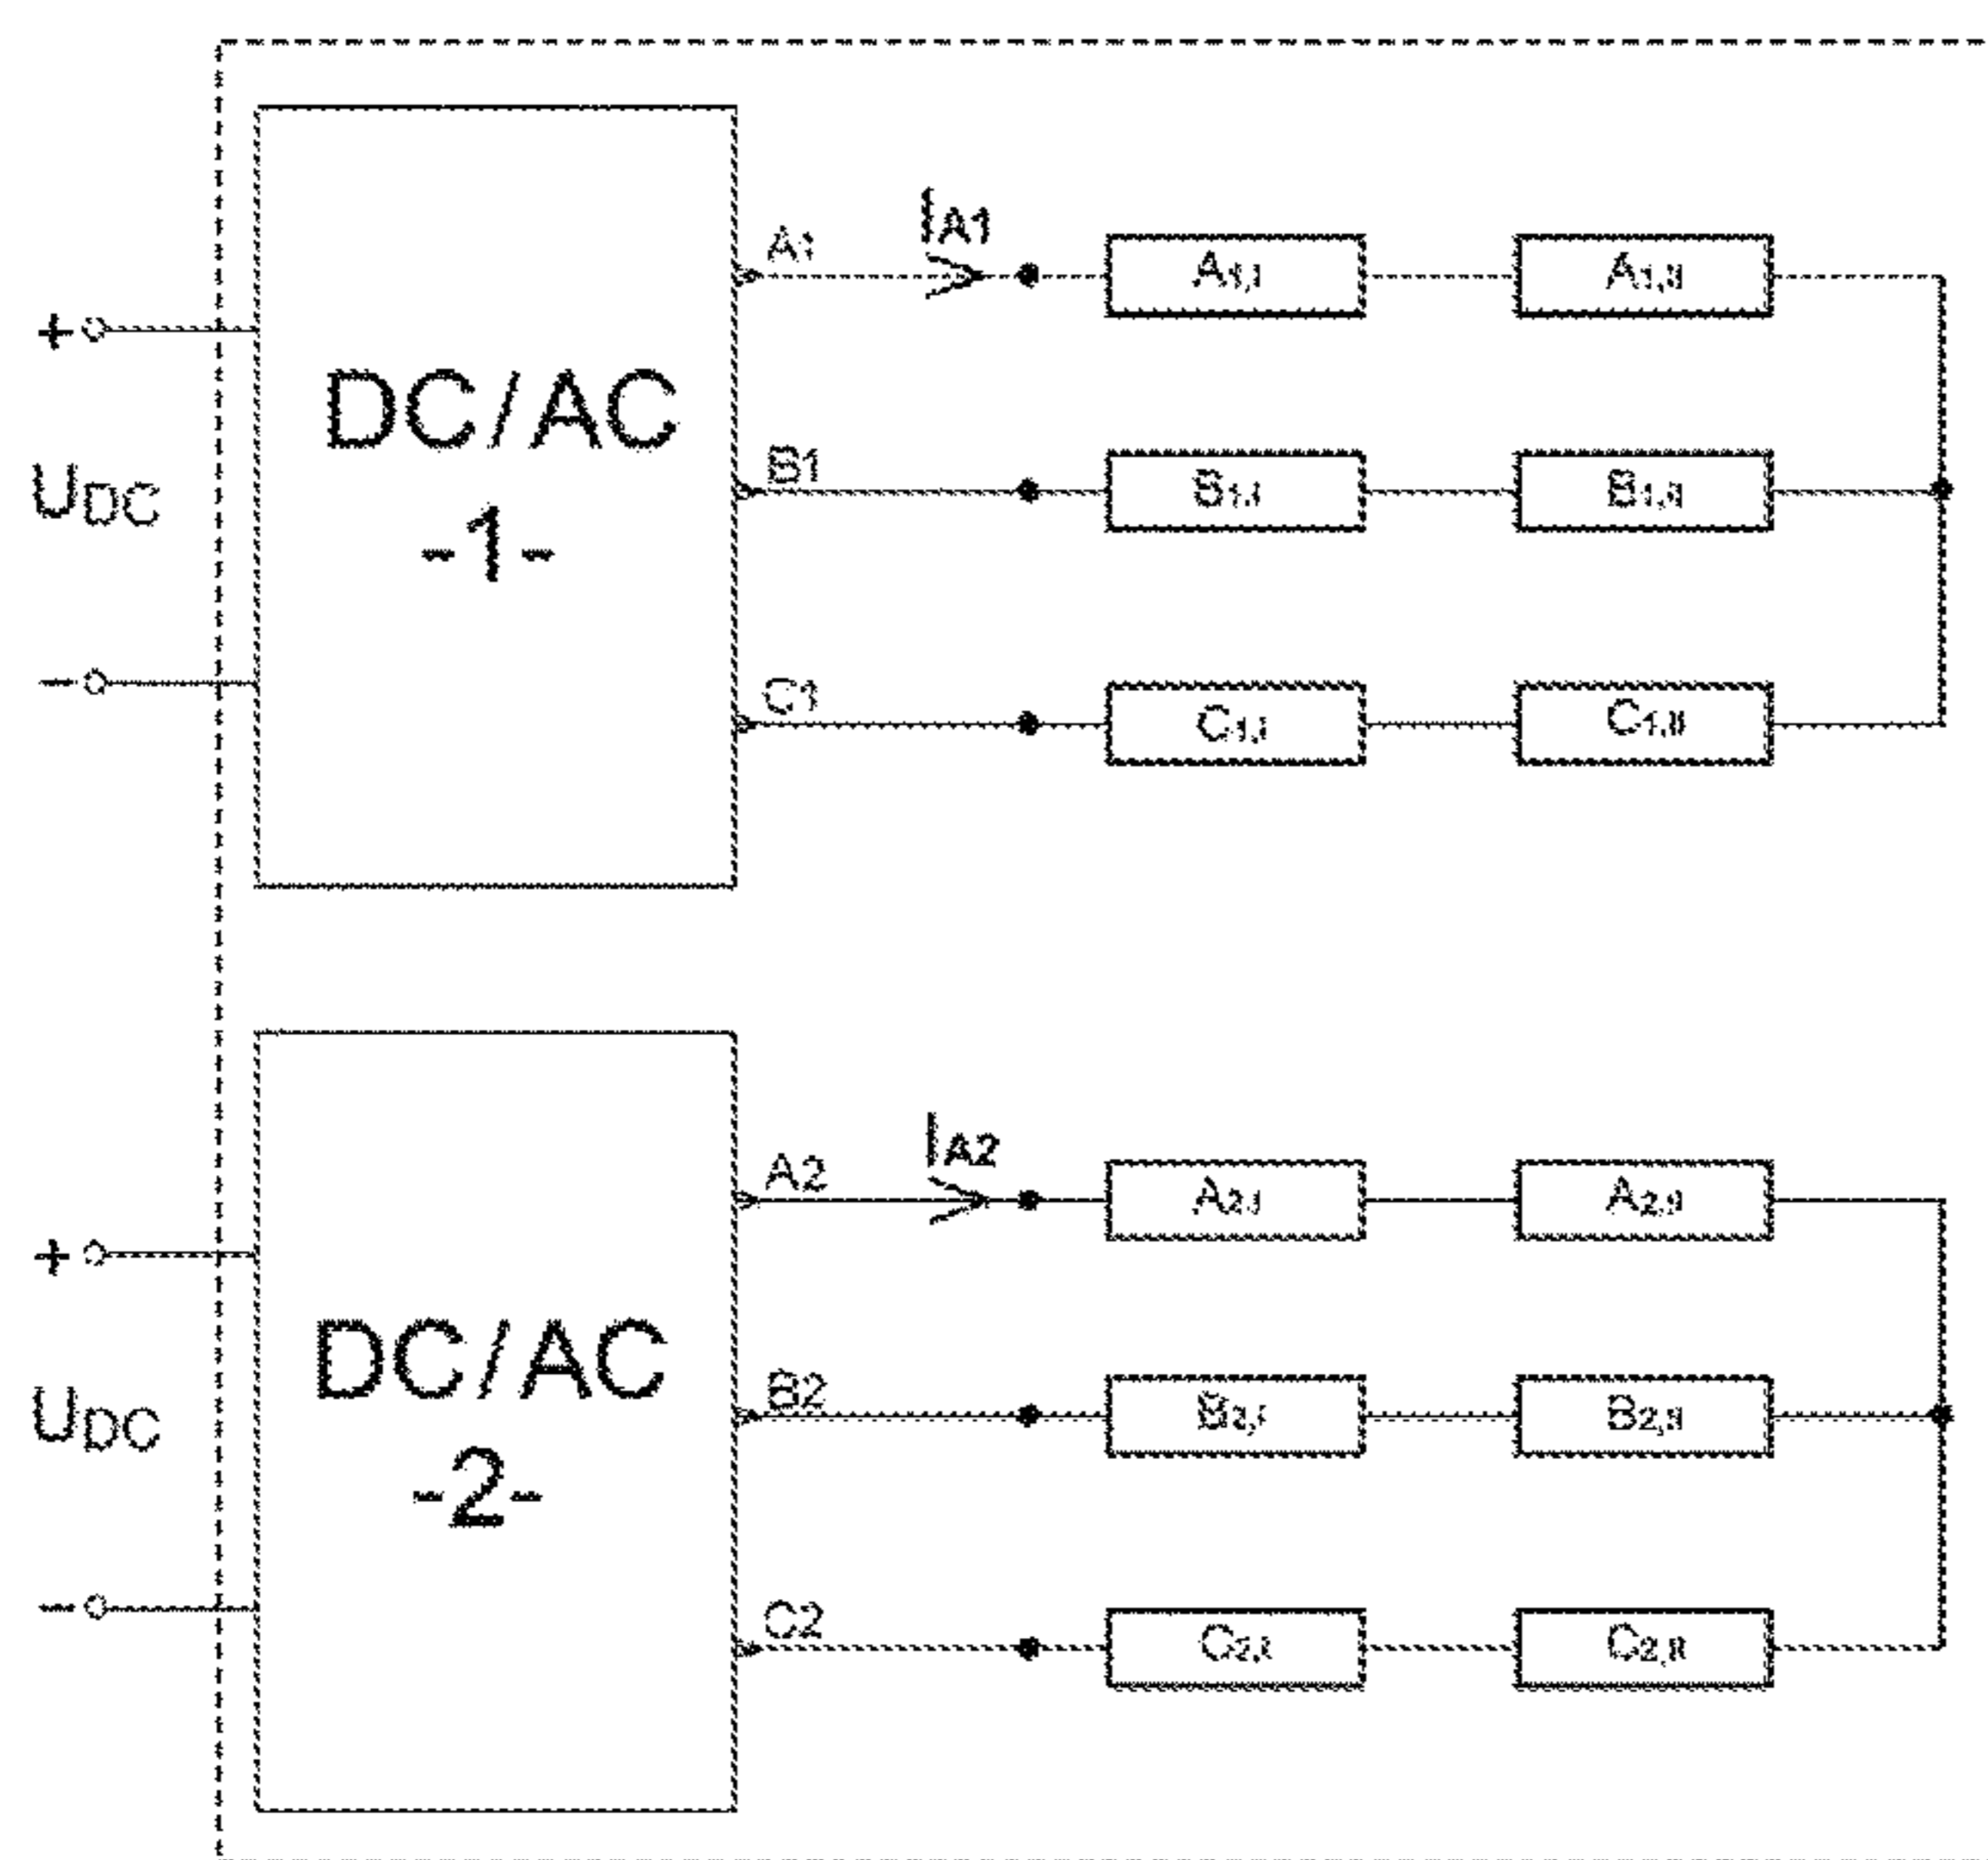 IA1
A1
A1,I
A1,II
+
DC/AC
B1
B1,I
B1,II
UDC
-1-
C1
C1,I
C1,II
-
IA2
A2
A2,I
A2,II
+
DC/AC
B2
B2,I
B2,II
UDC
-2-
C2
C2,I
C2,II
-